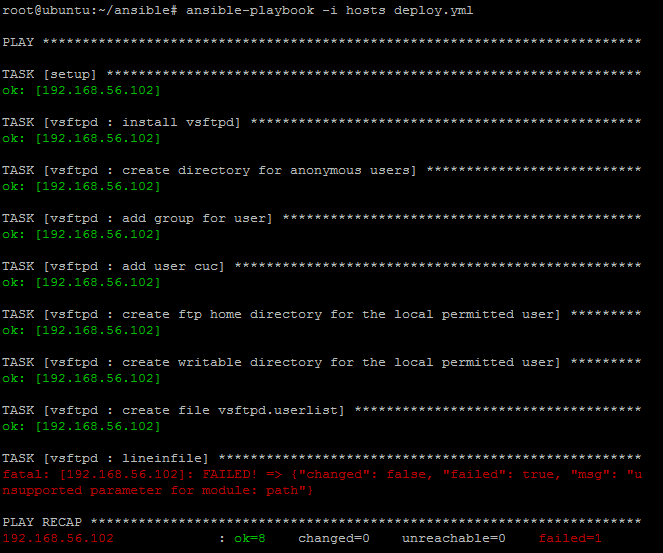 root@ubuntu:~/ansible# ansible-playbook -i hosts deploy.yml
PLAY ***************************************************************************
TASK [setup] *******************************************************************
ok: [192.168.56.102]
TASK [vsftpd : install vsftpd] *************************************************
ok: [192.168.56.102]
TASK [vsftpd : create directory for anonymous users] ***************************
ok: [192.168.56.102]
TASK [vsftpd : add group for user] *********************************************
ok: [192.168.56.102]
TASK [vsftpd : add user cuc] ***************************************************
ok: [192.168.56.102]
TASK [vsftpd : create ftp home directory for the local permitted user] *********
ok: [192.168.56.102]
TASK [vsftpd : create writable directory for the local permitted user] *********
ok: [192.168.56.102]
TASK [vsftpd : create file vsftpd.userlist] ************************************
ok: [192.168.56.102]
TASK [vsftpd : lineinfile] *****************************************************
fatal: [192.168.56.102]: FAILED! => {"changed": false, "failed": true, "msg": "u
nsupported parameter for module: path"}
PLAY RECAP *********************************************************************
192.168.56.102             : ok=8    changed=0    unreachable=0    failed=1